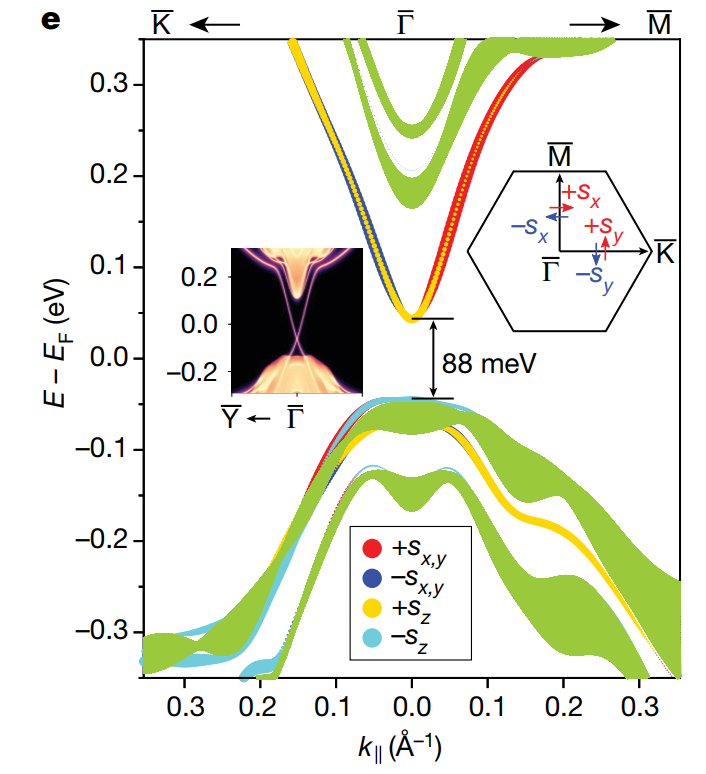 e
K̅ ← Γ̅ → M̅
0.3
0.2
0.1
0.0
−0.1
−0.2
−0.3
E − E_F (eV)
0.2
0.0
−0.2
Y̅ ← Γ̅
M̅
+s_x
−s_x
+s_y
Γ̅
K̅
−s_y
88 meV
+s_x,y
−s_x,y
+s_z
−s_z
0.3 0.2 0.1 0.0 0.1 0.2 0.3
k_∥ (Å⁻¹)